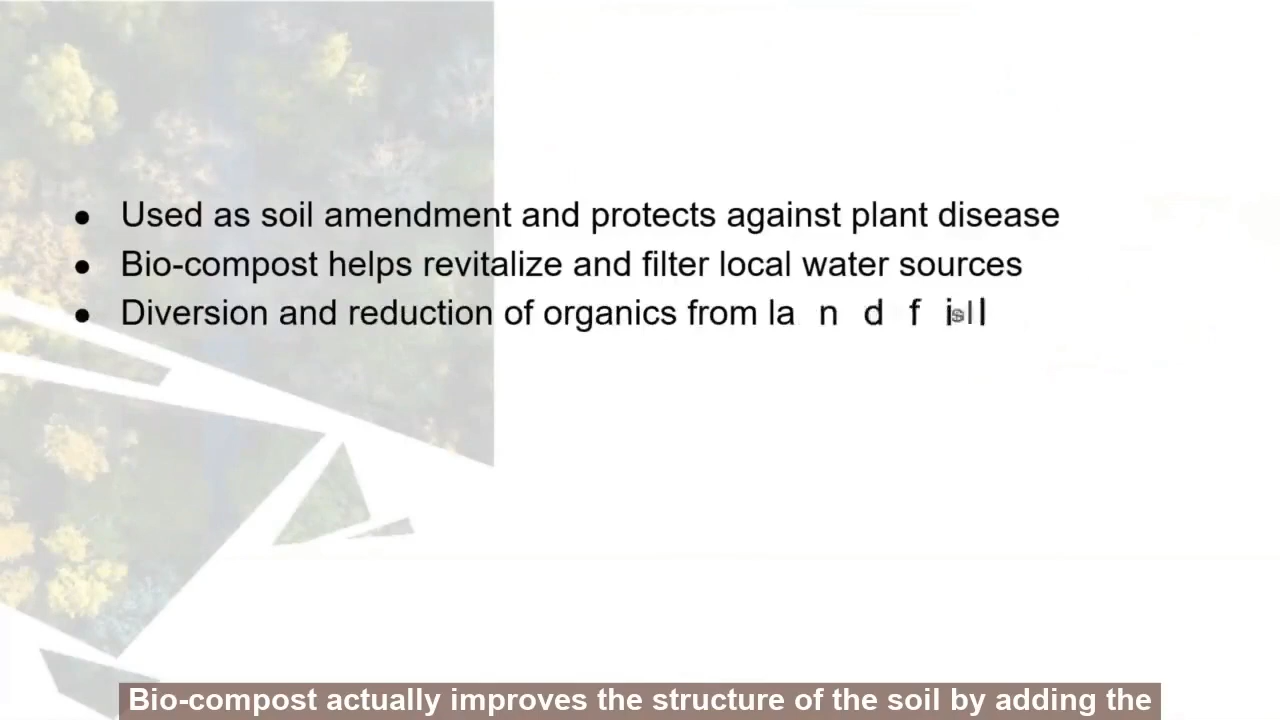 ● Used as soil amendment and protects against plant disease
● Bio-compost helps revitalize and filter local water sources
● Diversion and reduction of organics from landfills
Bio-compost actually improves the structure of the soil by adding the